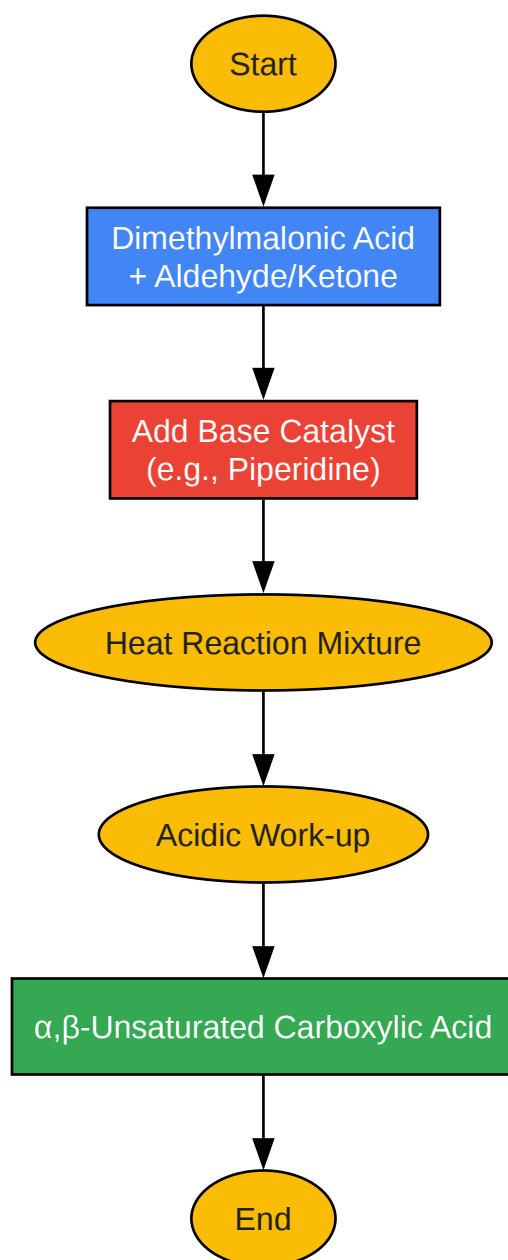 Start
Dimethylmalonic Acid
+ Aldehyde/Ketone
Add Base Catalyst
(e.g., Piperidine)
Heat Reaction Mixture
Acidic Work-up
α,β-Unsaturated Carboxylic Acid
End